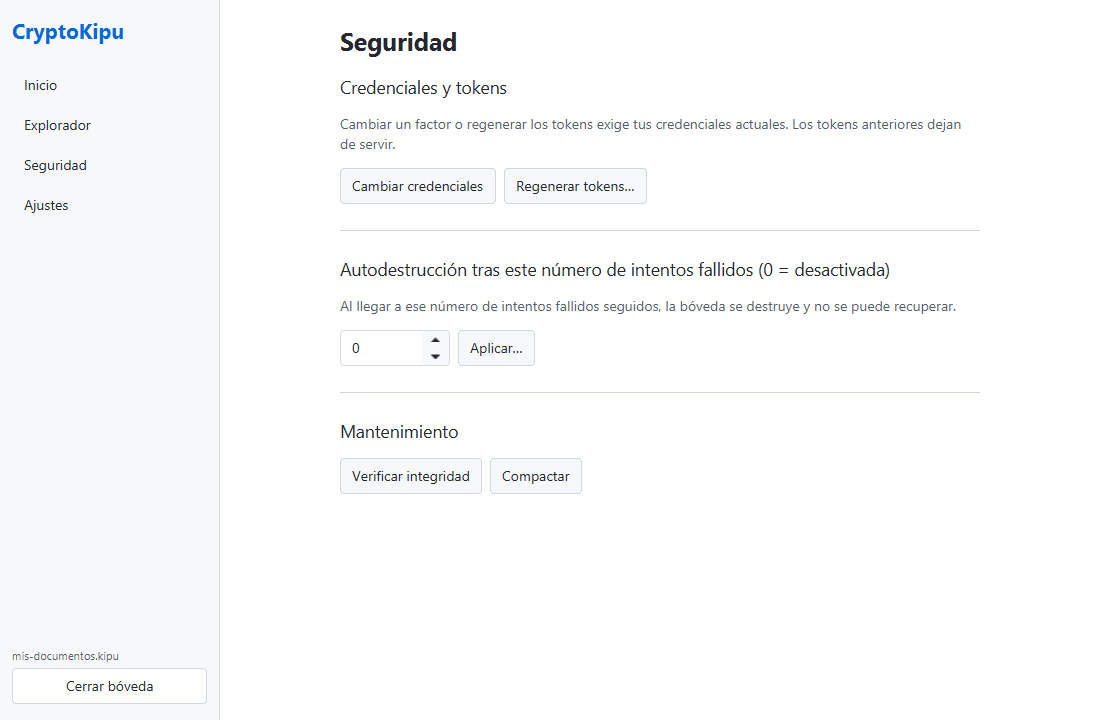 CryptoKipu
Inicio
Explorador
Seguridad
Ajustes
mis-documentos.kipu
Cerrar bóveda
Seguridad
Credenciales y tokens
Cambiar un factor o regenerar los tokens exige tus credenciales actuales. Los tokens anteriores dejan
de servir.
Cambiar credenciales
Regenerar tokens...
Autodestrucción tras este número de intentos fallidos (0 = desactivada)
Al llegar a ese número de intentos fallidos seguidos, la bóveda se destruye y no se puede recuperar.
0
Aplicar...
Mantenimiento
Verificar integridad
Compactar